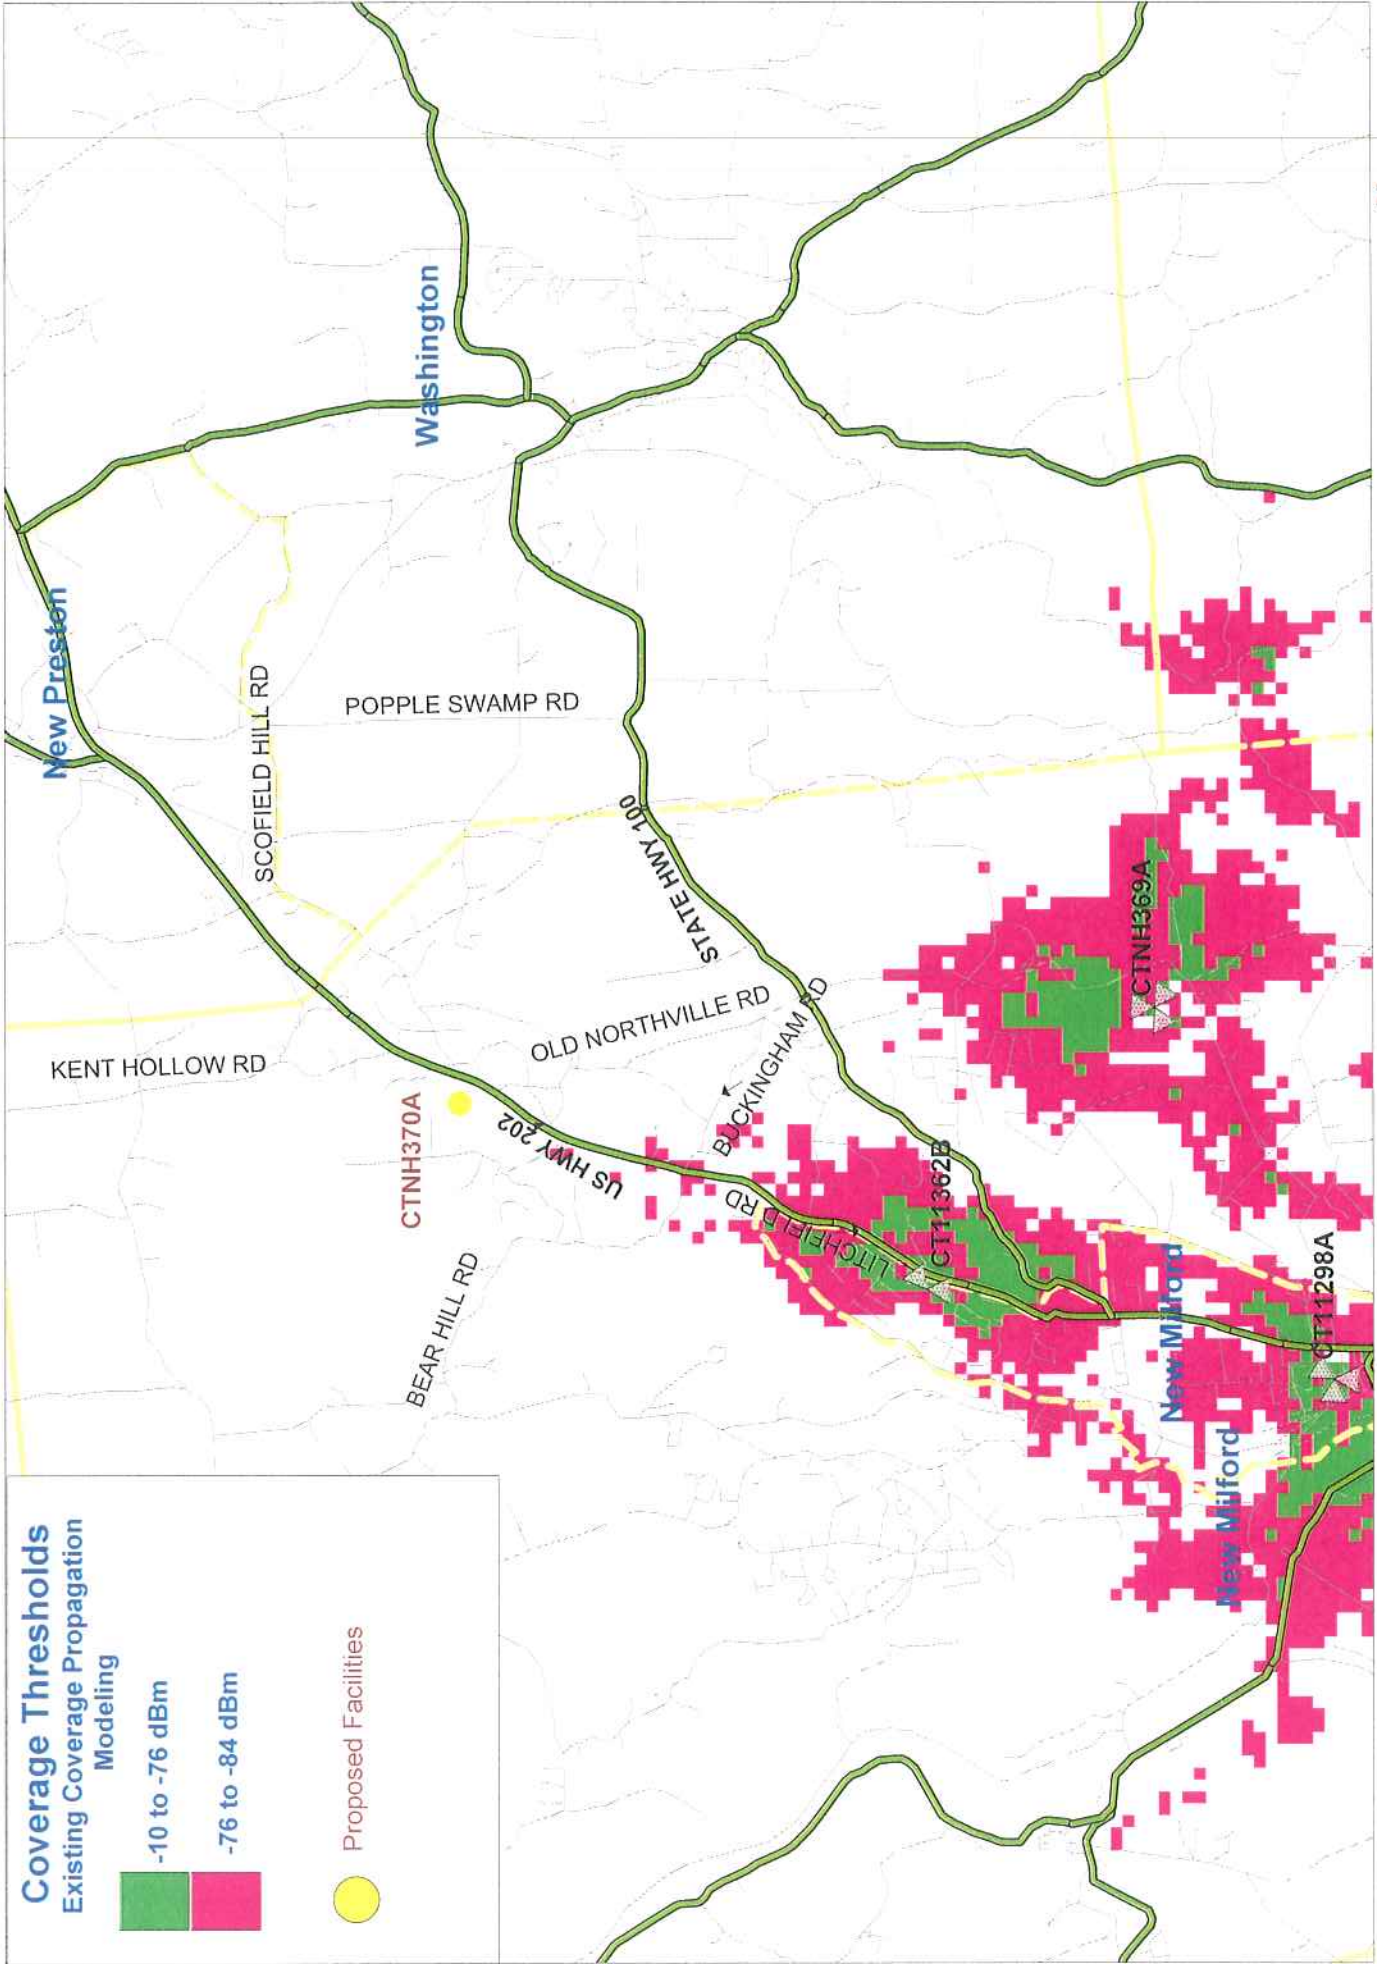 Coverage Thresholds
Existing Coverage Propagation
Modeling
-10 to -76 dBm
-76 to -84 dBm
Proposed Facilities
New Preston
Washington
SCOFIELD HILL RD
POPPLE SWAMP RD
KENT HOLLOW RD
CTNH370A
US HWY 202
STATE HWY 100
OLD NORTHVILLE RD
BUCKINGHAM RD
BEAR HILL RD
LITCHFIELD RD
CT11362B
CTNH369A
New Milford
New Milford
CT11298A